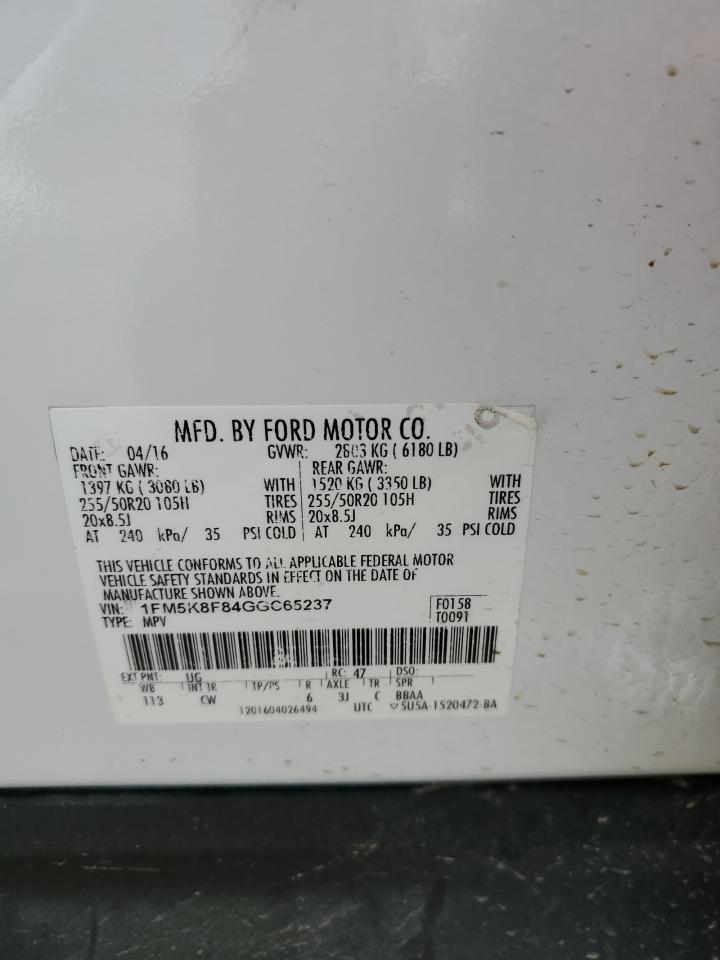 MFD. BY FORD MOTOR CO.
DATE: 04/16 GVWR: 2803 KG ( 6180 LB)
FRONT GAWR: REAR GAWR:
1397 KG ( 3080 LB) WITH 1520 KG ( 3350 LB) WITH
255/50R20 105H TIRES 255/50R20 105H TIRES
20x8.5J RIMS 20x8.5J RIMS
AT 240 kPa/ 35 PSI COLD AT 240 kPa/ 35 PSI COLD
THIS VEHICLE CONFORMS TO ALL APPLICABLE FEDERAL MOTOR
VEHICLE SAFETY STANDARDS IN EFFECT ON THE DATE OF
MANUFACTURE SHOWN ABOVE.
VIN: 1FM5K8F84GGC65237 F0158
TYPE: MPV T0091
EXT PNT: UG RC: 47 DSO:
WB INT TR TP/PS R AXLE TR SPR
113 CW 6 3J C BBAA
1201604026494 UTC ▽5U5A-1520472-BA